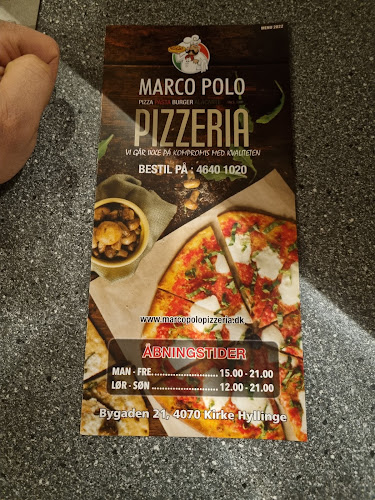 MENU 2022
MARCO POLO
PIZZA PASTA BURGER
PIZZERIA
VI GÅR IKKE PÅ KOMPROMIS MED KVALITETEN
BESTIL PÅ : 4640 1020
www.marcopolopizzeria.dk
ÅBNINGSTIDER
MAN - FRE........................ 15.00 - 21.00
LØR - SØN........................ 12.00 - 21.00
Bygaden 21, 4070 Kirke Hyllinge